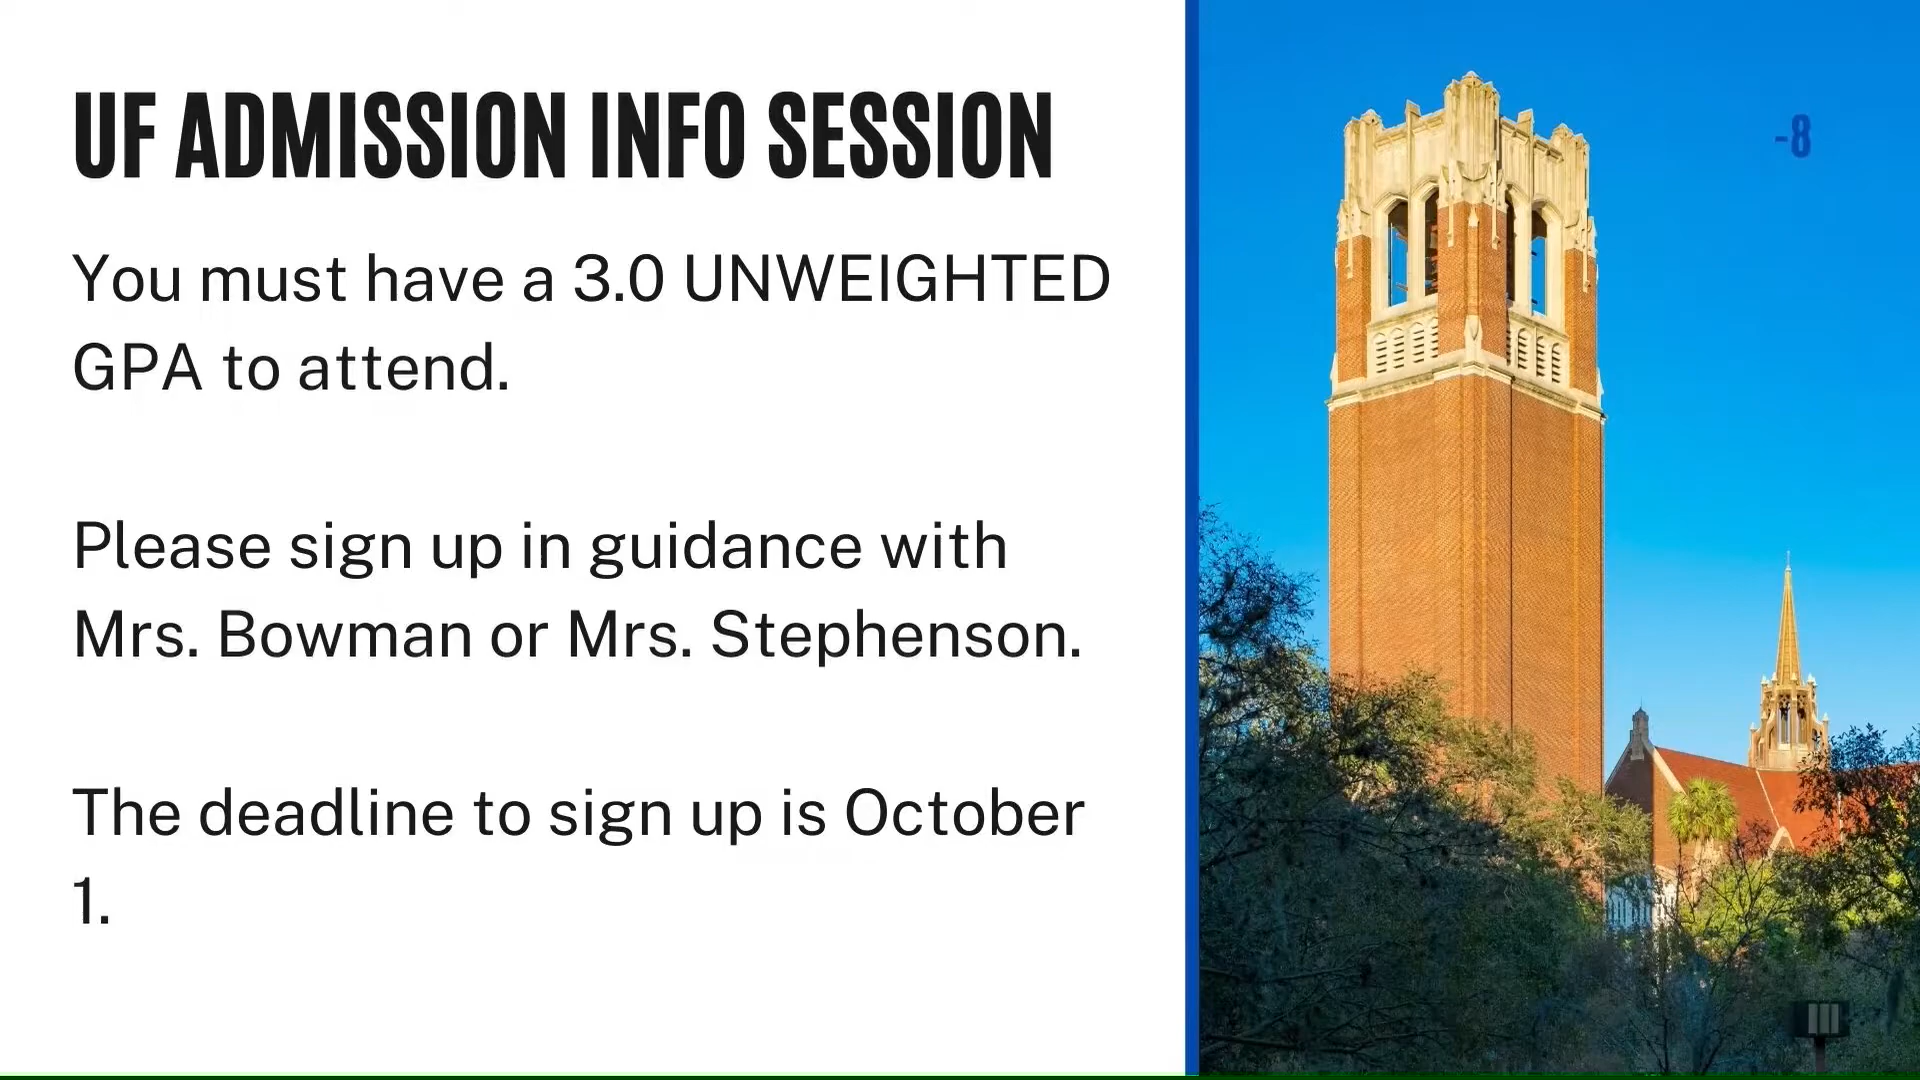 UF ADMISSION INFO SESSION
You must have a 3.0 UNWEIGHTED
GPA to attend.
Please sign up in guidance with
Mrs. Bowman or Mrs. Stephenson.
The deadline to sign up is October
1.
-8